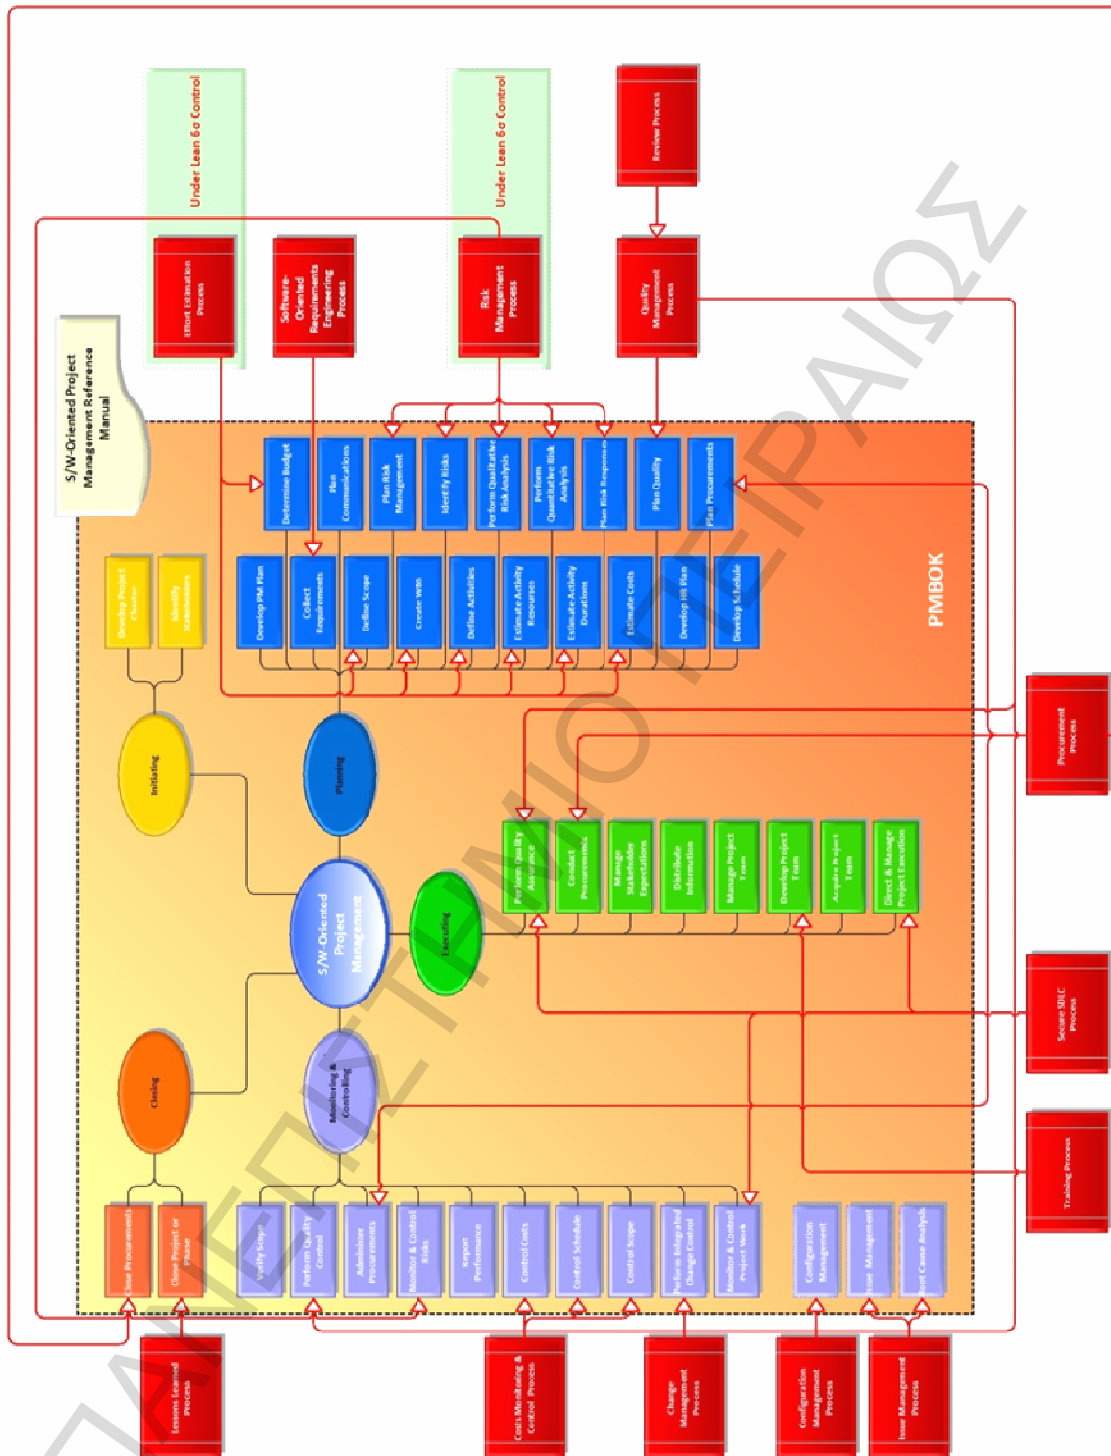 S/W-Oriented Project
Management Reference
Manual
Under Lean 6σ Control
Under Lean 6σ Control
Effort Estimation
Process
Software-
Oriented
Requirements
Engineering
Process
Risk
Management
Process
Quality
Management
Process
Review Process
Develop Project
Charter
Identify
Stakeholders
Initiating
Planning
S/W-Oriented
Project
Management
Executing
Closing
Monitoring &
Controlling
Determine Budget
Plan
Communications
Plan Risk
Management
Identify Risks
Perform Qualitative
Risk Analysis
Perform
Quantitative Risk
Analysis
Plan Risk Responses
Plan Quality
Plan Procurements
Develop PM Plan
Collect
Requirements
Define Scope
Create
Define Activities
Estimate Activity
Resourses
Estimate Activity
Durations
Estimate Costs
Develop HR Plan
Develop Schedule
Perform Quality
Assurance
Conduct
Procurements
Manage
Stakeholder
Expectations
Distribute
Information
Manage Project
Team
Develop Project
Team
Acquire Project
Team
Direct & Manage
Project Execution
PMBOK
Close Procurements
Close Project or
Phase
Verify Scope
Perform Quality
Control
Administer
Procurements
Monitor & Control
Risks
Report
Performance
Control Costs
Control Schedule
Control Scope
Perform Integrated
Change Control
Monitor & Control
Project Work
Configuration
Management
Issue Management
Root Cause Analysis
Procurement
Process
Secure SDLC
Process
Training Process
Lessons Learned
Process
Costs Monitoring &
Control Process
Change
Management
Process
Configuration
Management
Process
Issue Management
Process
ΠΑΝΕΠΙΣΤΗΜΙΟ ΠΕΙΡΑΙΩΣ